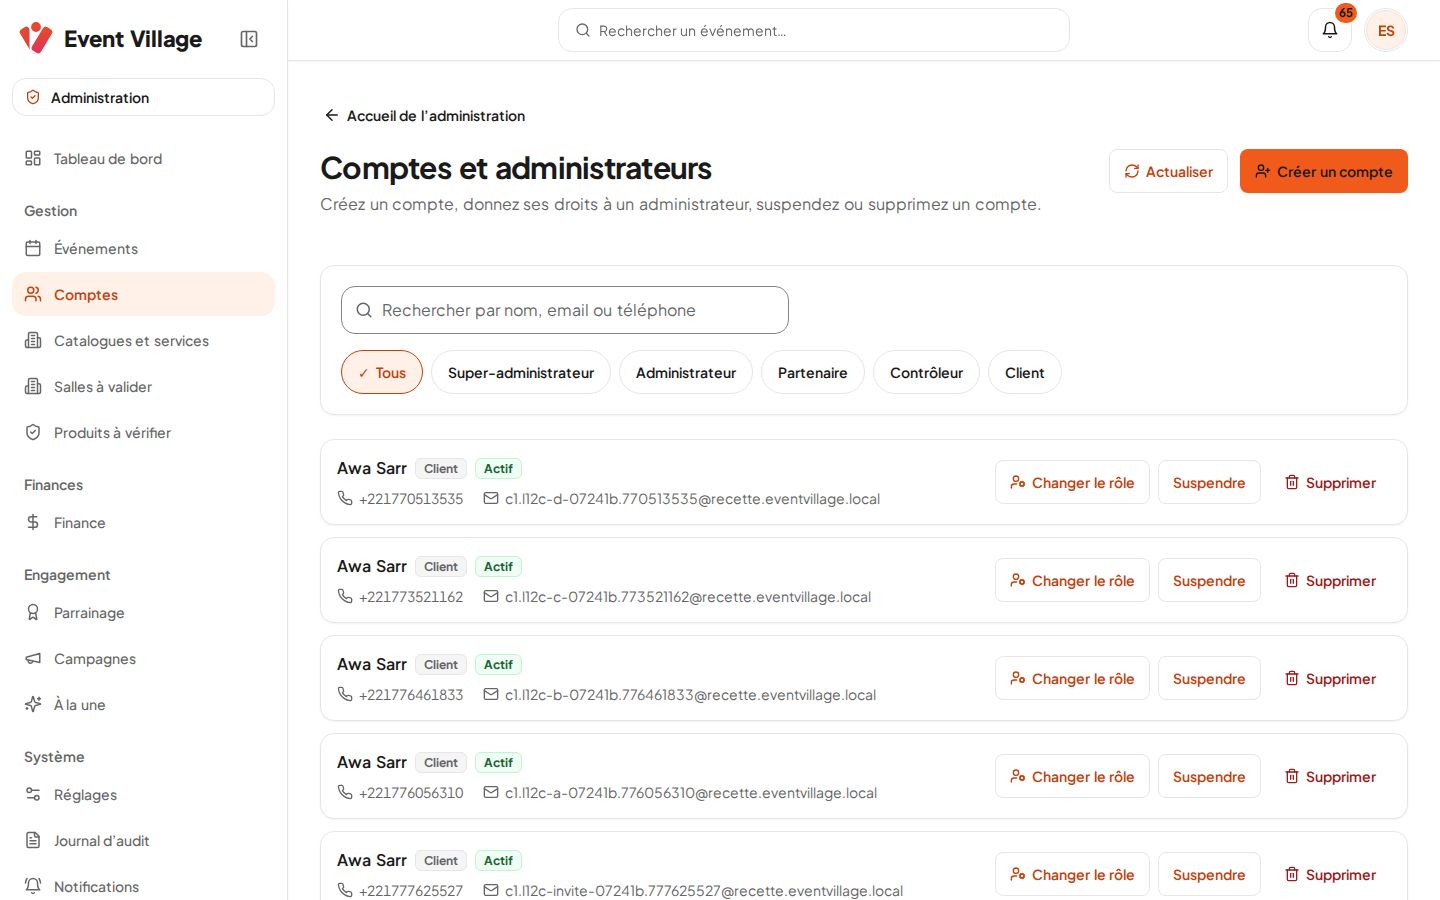 Event Village
Rechercher un événement...
65
ES
Administration
Tableau de bord
Gestion
Événements
Comptes
Catalogues et services
Salles à valider
Produits à vérifier
Finances
Finance
Engagement
Parrainage
Campagnes
À la une
Système
Réglages
Journal d’audit
Notifications
Accueil de l’administration
Comptes et administrateurs
Créez un compte, donnez ses droits à un administrateur, suspendez ou supprimez un compte.
Actualiser
Créer un compte
Rechercher par nom, email ou téléphone
✓ Tous Super-administrateur Administrateur Partenaire Contrôleur Client
Awa Sarr Client Actif
+221770513535 c1.l12c-d-07241b.770513535@recette.eventvillage.local
Changer le rôle Suspendre Supprimer
Awa Sarr Client Actif
+221773521162 c1.l12c-c-07241b.773521162@recette.eventvillage.local
Changer le rôle Suspendre Supprimer
Awa Sarr Client Actif
+221776461833 c1.l12c-b-07241b.776461833@recette.eventvillage.local
Changer le rôle Suspendre Supprimer
Awa Sarr Client Actif
+221776056310 c1.l12c-a-07241b.776056310@recette.eventvillage.local
Changer le rôle Suspendre Supprimer
Awa Sarr Client Actif
+221777625527 c1.l12c-invite-07241b.777625527@recette.eventvillage.local
Changer le rôle Suspendre Supprimer